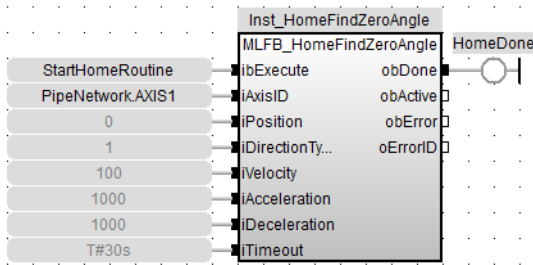 Inst_HomeFindZeroAngle
MLFB_HomeFindZeroAngle HomeDone
StartHomeRoutine ibExecute obDone
PipeNetwork.AXIS1 iAxisID obActive
0 iPosition obError
1 iDirectionTy... oErrorID
100 iVelocity
1000 iAcceleration
1000 iDeceleration
T#30s iTimeout